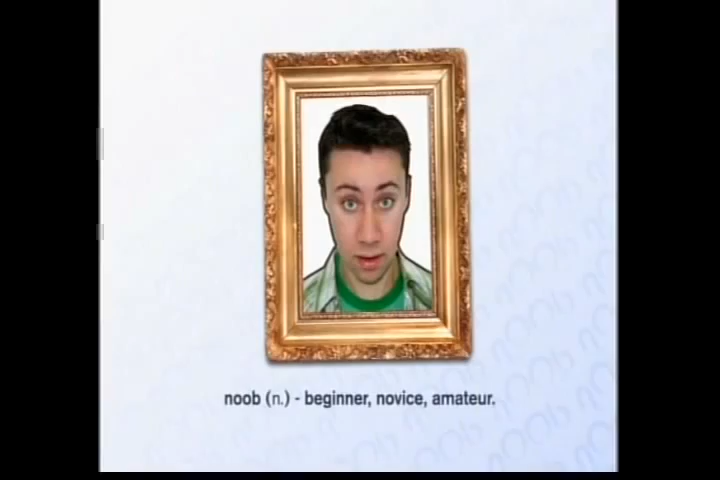 noob (n.) - beginner, novice, amateur.